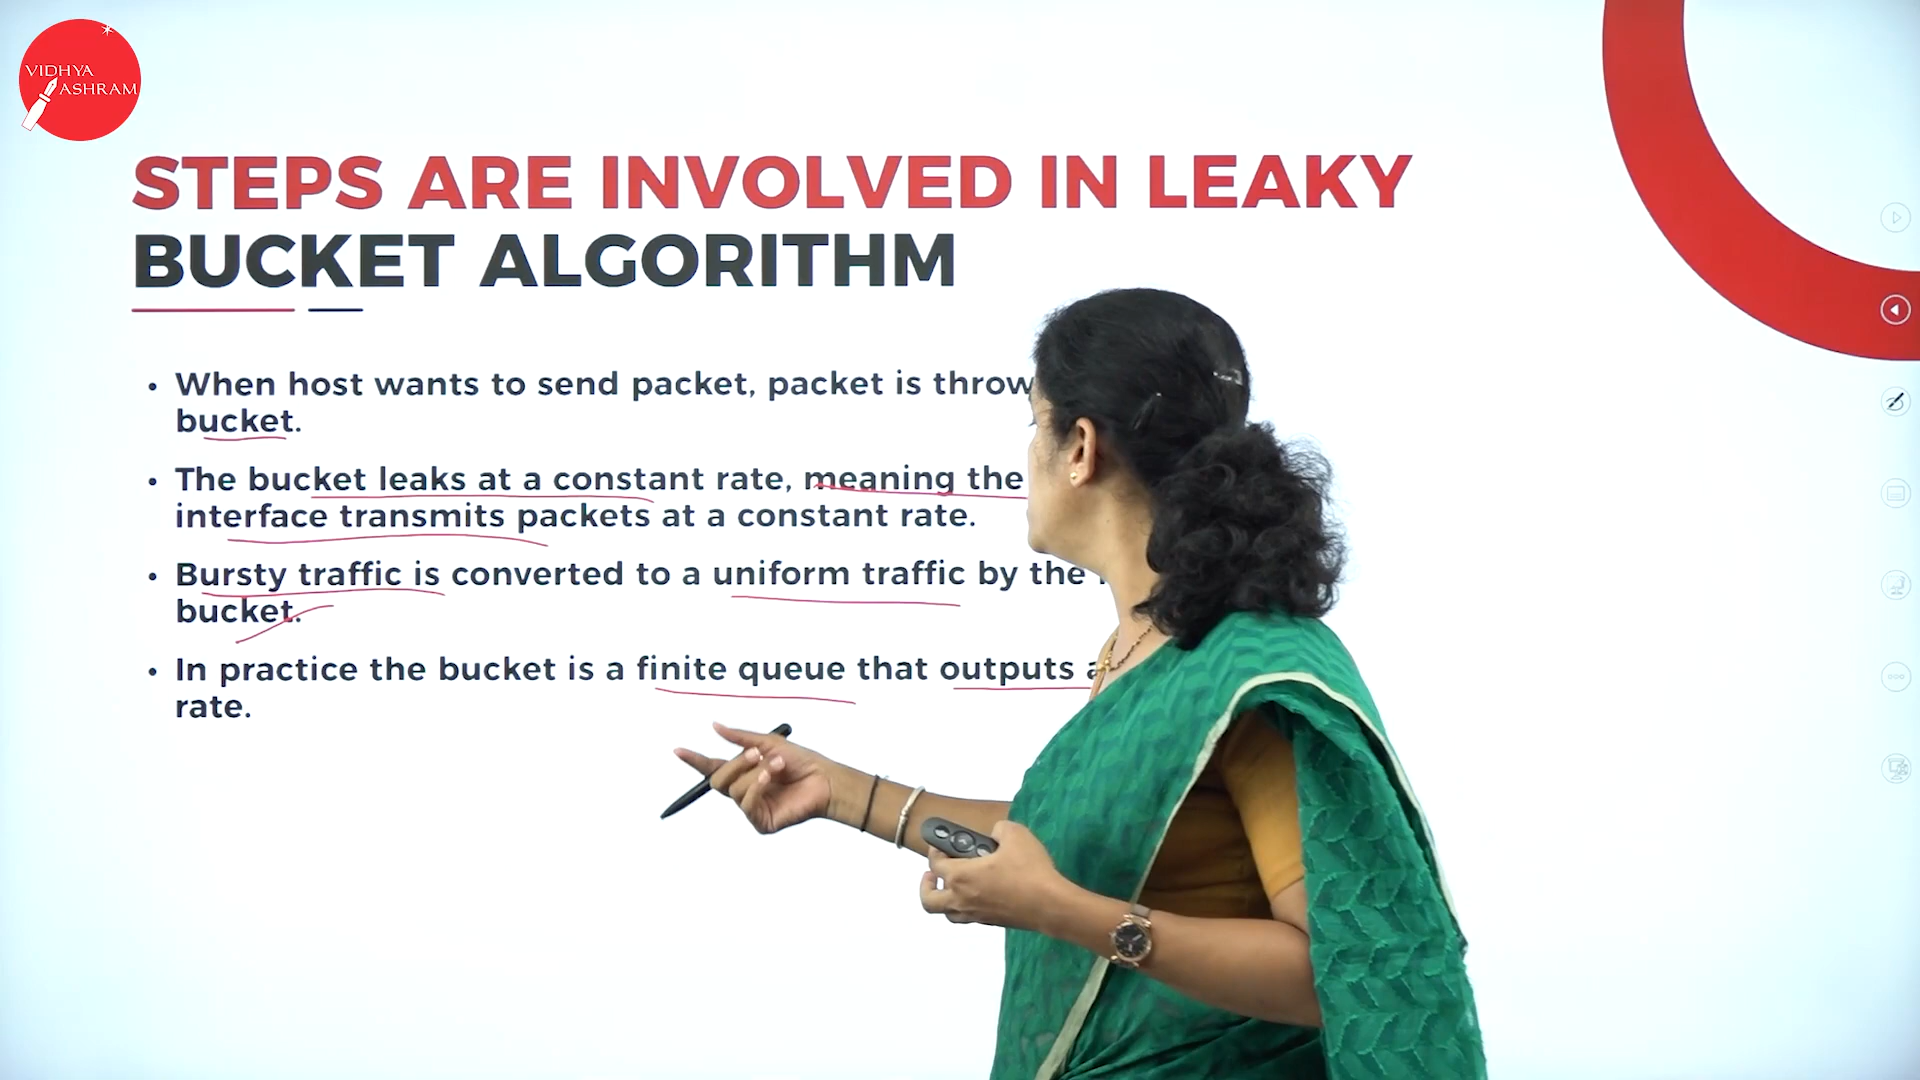 VIDHYA
ASHRAM
STEPS ARE INVOLVED IN LEAKY
BUCKET ALGORITHM
• When host wants to send packet, packet is
bucket.
• The bucket leaks at a constant rate, meaning the
interface transmits packets at a constant rate.
• Bursty traffic is converted to a uniform traffic by the
bucket.
• In practice the bucket is a finite queue that outputs
rate.